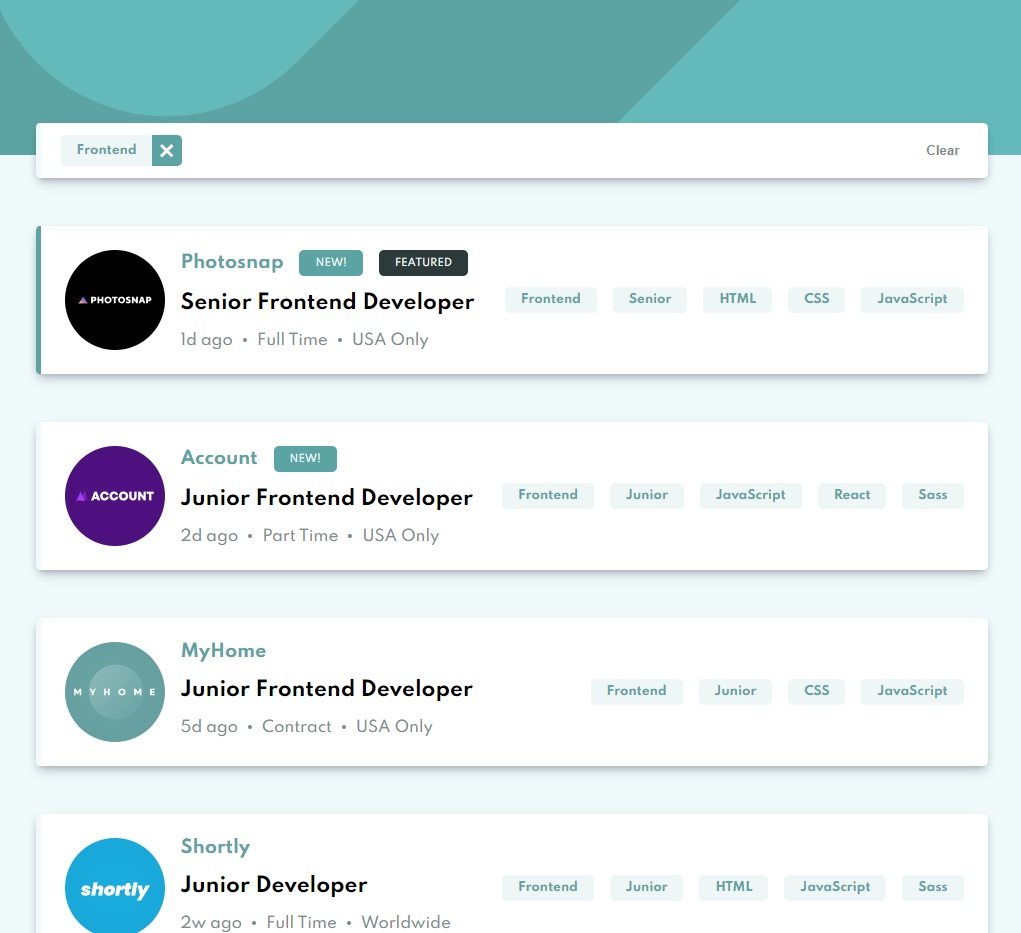 Frontend Clear
PHOTOSNAP
Photosnap NEW! FEATURED
Senior Frontend Developer
1d ago • Full Time • USA Only
Frontend Senior HTML CSS JavaScript
ACCOUNT
Account NEW!
Junior Frontend Developer
2d ago • Part Time • USA Only
Frontend Junior JavaScript React Sass
MYHOME
MyHome
Junior Frontend Developer
5d ago • Contract • USA Only
Frontend Junior CSS JavaScript
shortly
Shortly
Junior Developer
2w ago • Full Time • Worldwide
Frontend Junior HTML JavaScript Sass